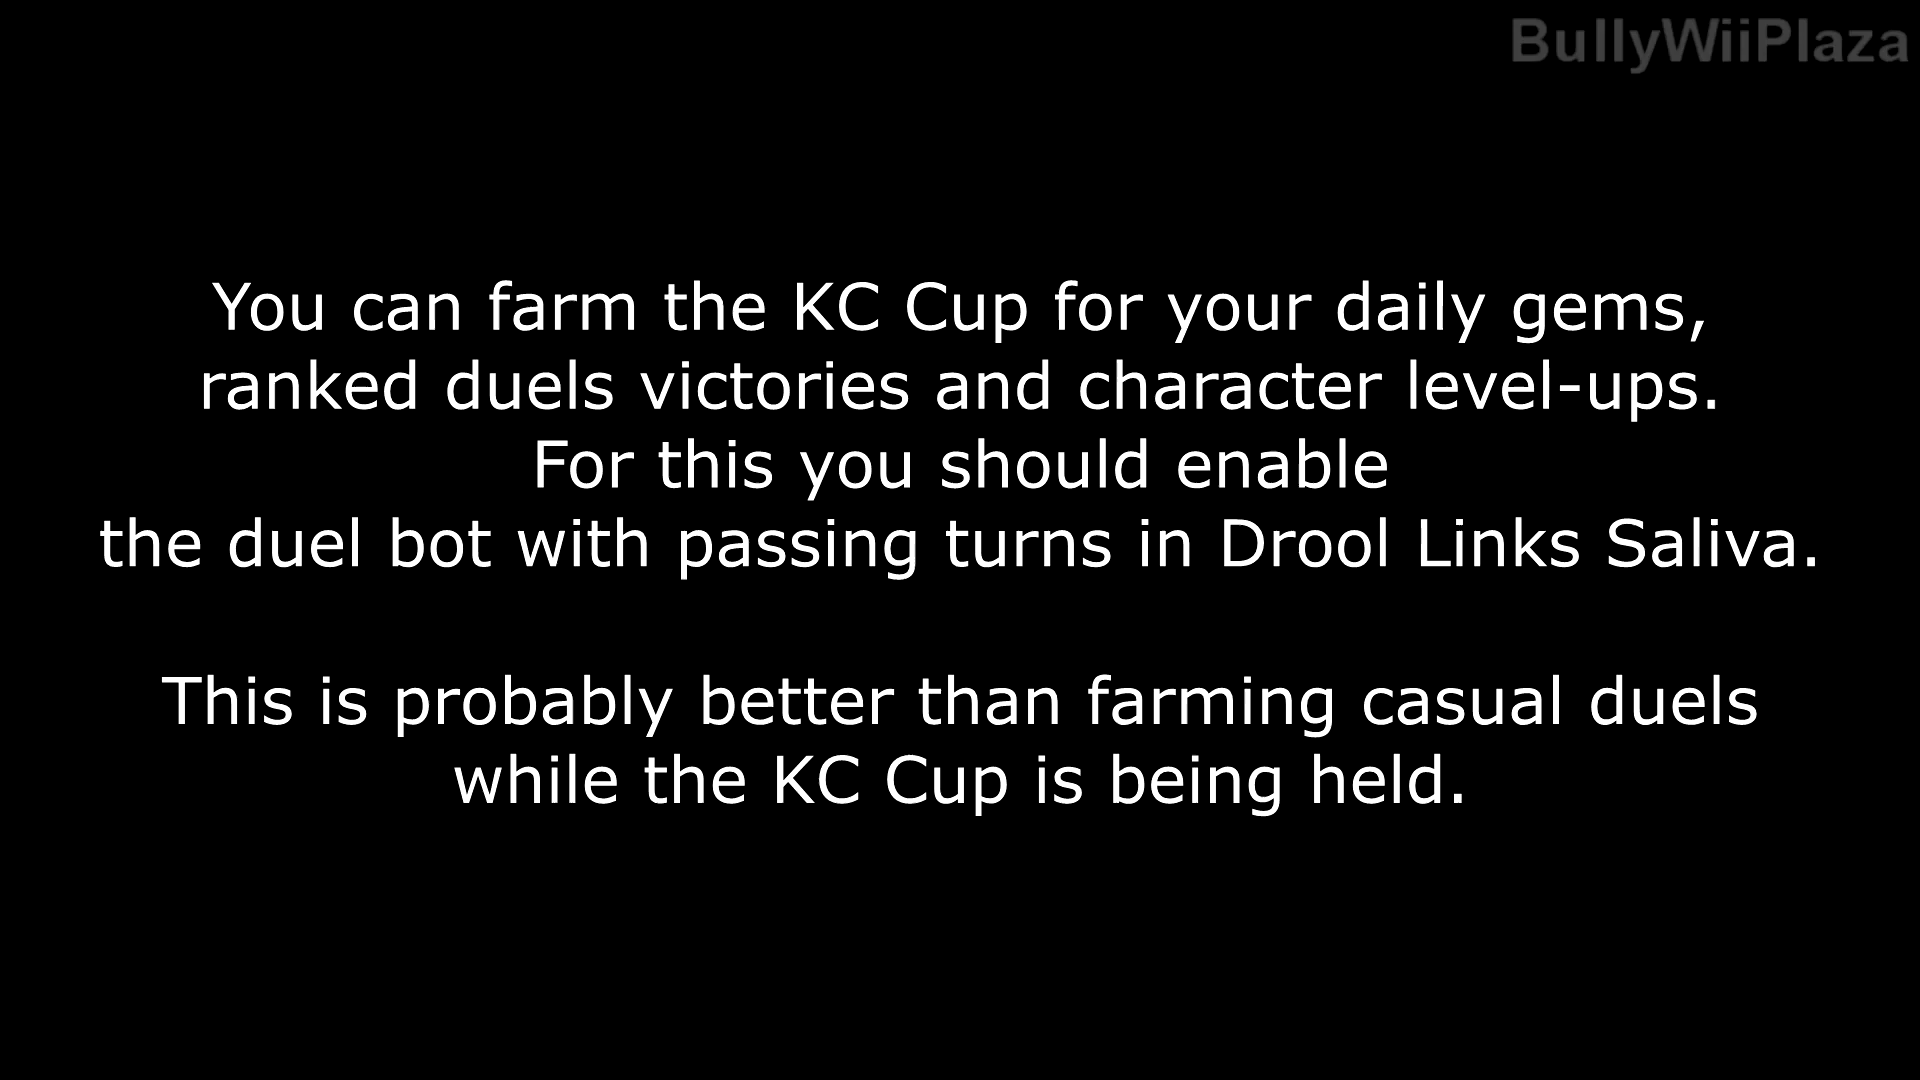 BullyWiiPlaza
You can farm the KC Cup for your daily gems,
ranked duels victories and character level-ups.
For this you should enable
the duel bot with passing turns in Drool Links Saliva.
This is probably better than farming casual duels
while the KC Cup is being held.